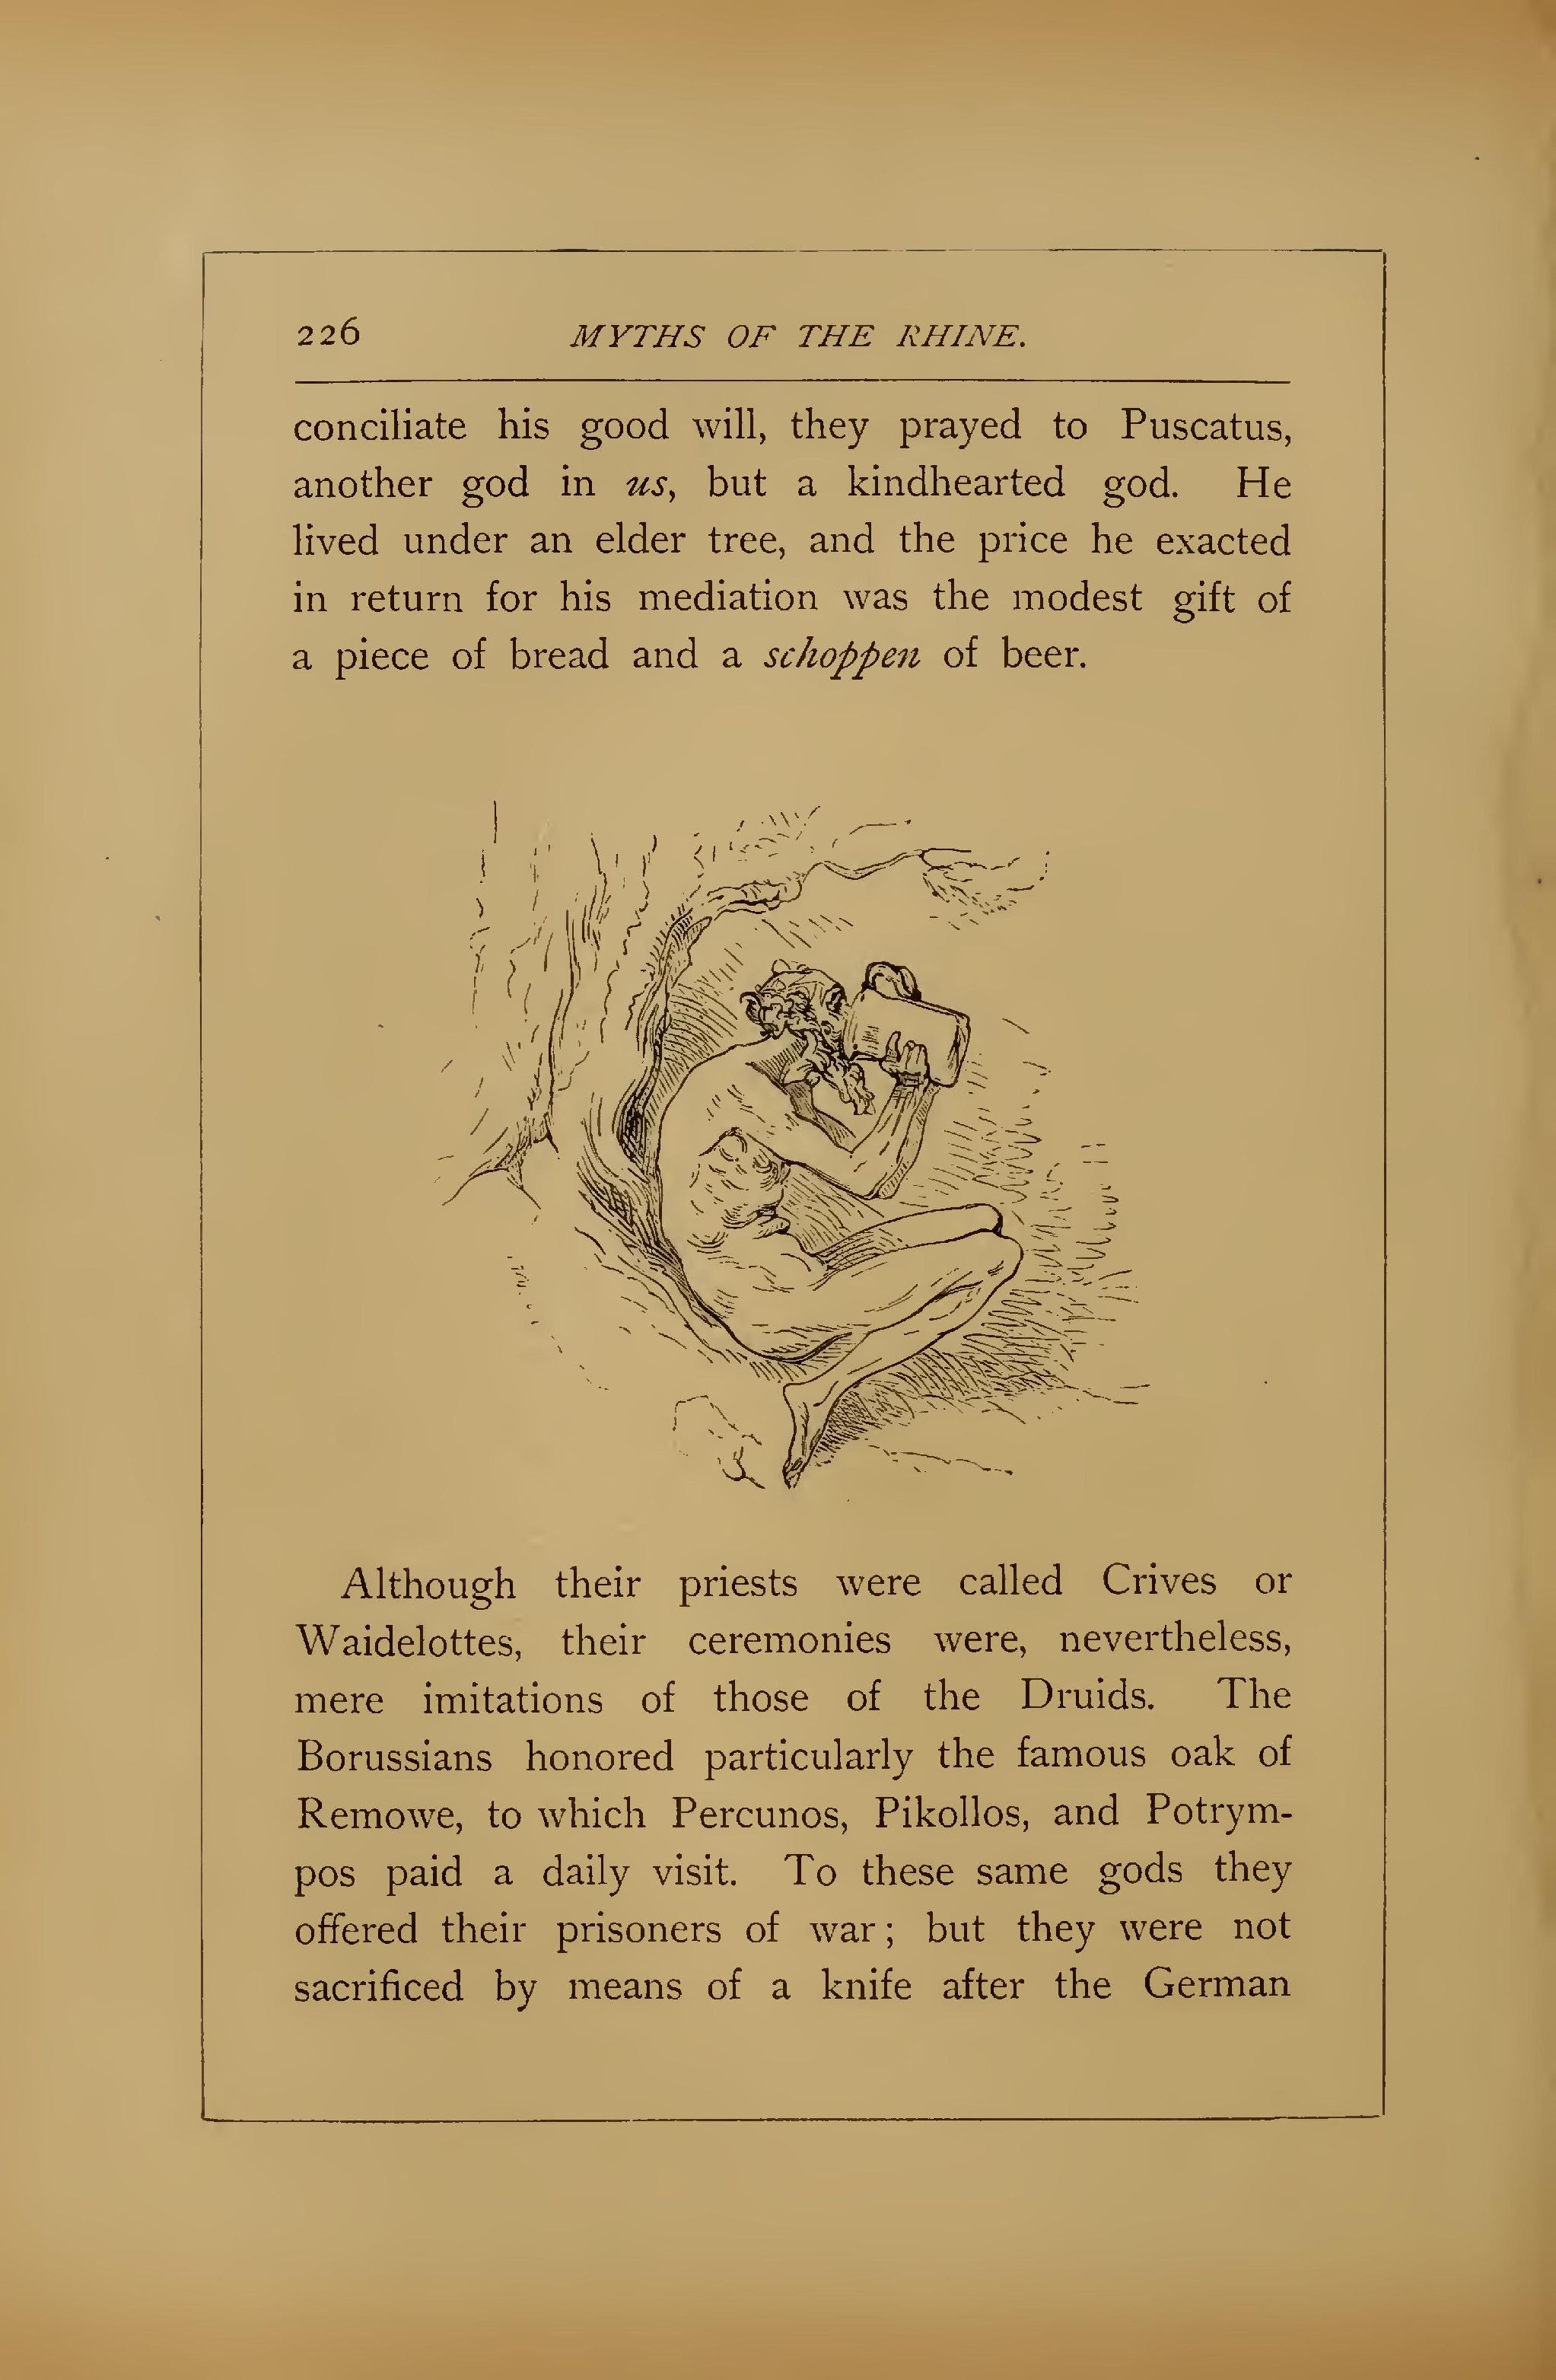 226 MYTHS OF THE RHINE.
conciliate his good will, they prayed to Puscatus,
another god in us, but a kindhearted god. He
lived under an elder tree, and the price he exacted
in return for his mediation was the modest gift of
a piece of bread and a schoppen of beer.
Although their priests were called Crives or
Waidelottes, their ceremonies were, nevertheless,
mere imitations of those of the Druids. The
Borussians honored particularly the famous oak of
Remowe, to which Percunos, Pikollos, and Potrym-
pos paid a daily visit. To these same gods they
offered their prisoners of war; but they were not
sacrificed by means of a knife after the German